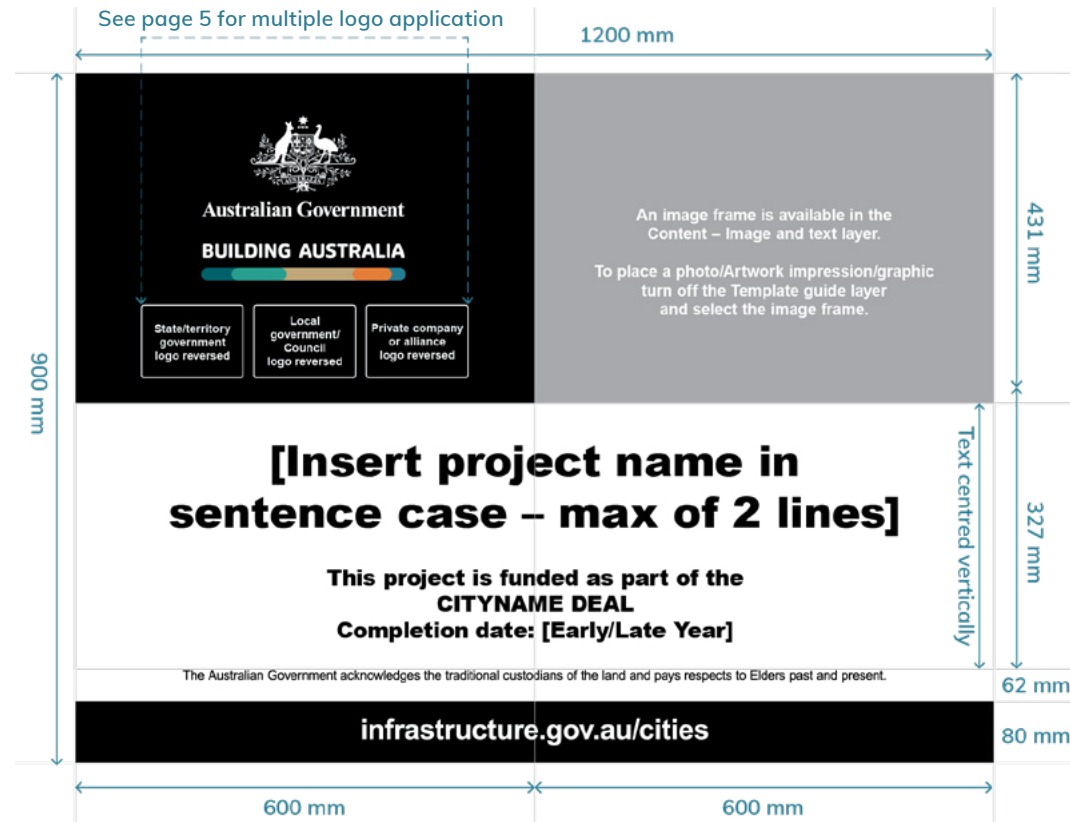 See page 5 for multiple logo application
1200 mm
Australian Government
BUILDING AUSTRALIA
State/territory
government
logo reversed
Local
government/
Council
logo reversed
Private company
or alliance
logo reversed
An image frame is available in the
Content – Image and text layer.
To place a photo/Artwork impression/graphic
turn off the Template guide layer
and select the image frame.
431 mm
900 mm
[Insert project name in
sentence case – max of 2 lines]
This project is funded as part of the
CITYNAME DEAL
Completion date: [Early/Late Year]
Text centred vertically
327 mm
The Australian Government acknowledges the traditional custodians of the land and pays respects to Elders past and present.
62 mm
infrastructure.gov.au/cities
80 mm
600 mm
600 mm